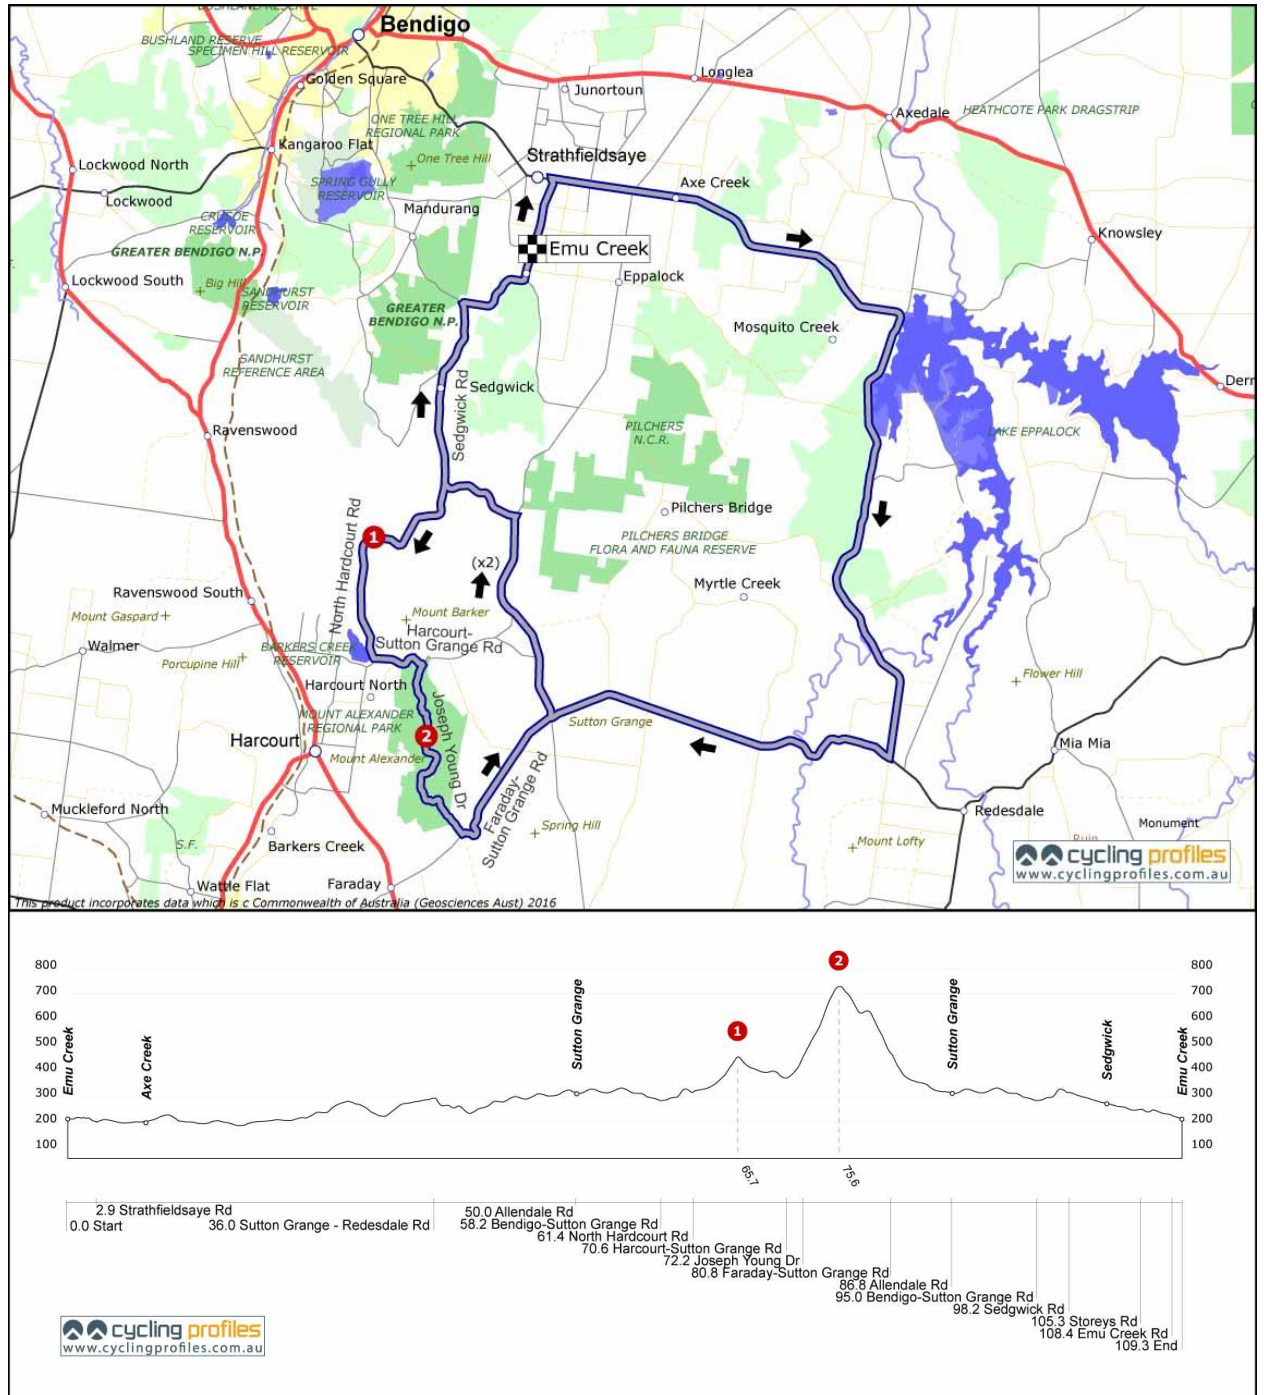 BUSHLAND RESERVE
Bendigo
BUSHLAND RESERVE
SPECIMEN HILL RESERVOIR
Golden Square
Longlea
Junortoun
Axedale
HEATHCOTE PARK DRAGSTRIP
ONE TREE HILL
REGIONAL PARK
Kangaroo Flat
Lockwood North
One Tree Hill
Strathfieldsaye
SPRING GULLY
RESERVOIR
Axe Creek
Lockwood
Mandurang
CRUSOE
RESERVOIR
Knowsley
GREATER BENDIGO N.P.
Emu Creek
Lockwood South
Big Hill
Eppalock
SANDHURST
RESERVOIR
GREATER
BENDIGO N.P.
Mosquito Creek
SANDHURST
REFERENCE AREA
Sedgwick
Sedgwick Rd
Derr
Ravenswood
PILCHERS
N.C.R.
LAKE EPPALOCK
Pilchers Bridge
North Hardcourt Rd
1
PILCHERS BRIDGE
FLORA AND FAUNA RESERVE
(x2)
Myrtle Creek
Ravenswood South
Mount Gaspard
Mount Barker
Harcourt-
Sutton Grange Rd
Walmer
BARKERS CREEK
RESERVOIR
Porcupine Hill
Flower Hill
Harcourt North
Joseph Young Dr
MOUNT ALEXANDER
REGIONAL PARK
Sutton Grange
2
Harcourt
Mount Alexander
Mia Mia
Faraday-
Sutton Grange Rd
Muckleford North
Redesdale
Spring Hill
Monument
Barkers Creek
S.F.
Mount Lofty
Ruin
cycling profiles
www.cyclingprofiles.com.au
Wattle Flat
Faraday
This product incorporates data which is c Commonwealth of Australia (Geosciences Aust) 2016
800
700
600
500
400
300
200
100
Emu Creek
Axe Creek
Sutton Grange
1
2
Sutton Grange
Sedgwick
Emu Creek
800
700
600
500
400
300
200
100
65.7
75.6
2.9 Strathfieldsaye Rd
0.0 Start
36.0 Sutton Grange - Redesdale Rd
50.0 Allendale Rd
58.2 Bendigo-Sutton Grange Rd
61.4 North Hardcourt Rd
70.6 Harcourt-Sutton Grange Rd
72.2 Joseph Young Dr
80.8 Faraday-Sutton Grange Rd
86.8 Allendale Rd
95.0 Bendigo-Sutton Grange Rd
98.2 Sedgwick Rd
105.3 Storeys Rd
108.4 Emu Creek Rd
109.3 End
cycling profiles
www.cyclingprofiles.com.au